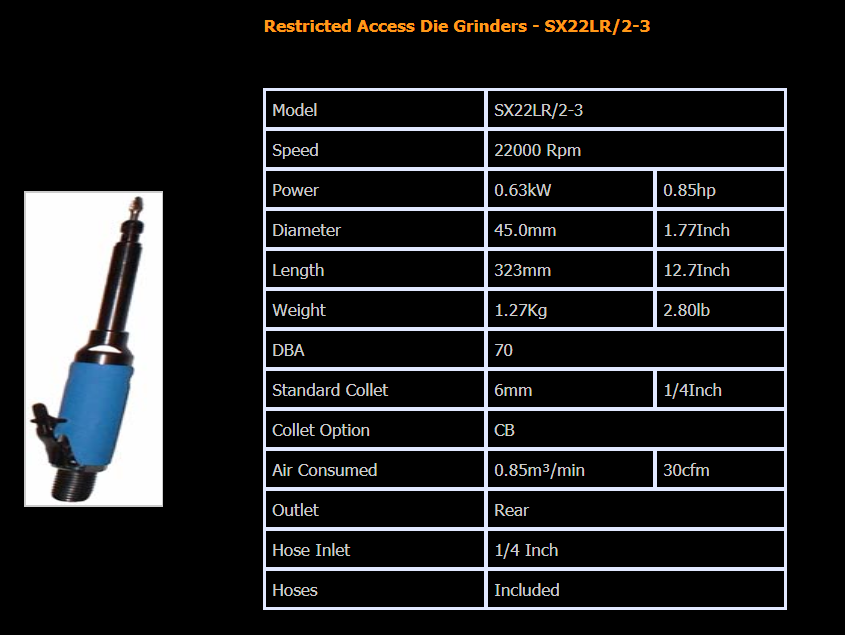 Restricted Access Die Grinders - SX22LR/2-3
Model SX22LR/2-3
Speed 22000 Rpm
Power 0.63kW 0.85hp
Diameter 45.0mm 1.77Inch
Length 323mm 12.7Inch
Weight 1.27Kg 2.80lb
DBA 70
Standard Collet 6mm 1/4Inch
Collet Option CB
Air Consumed 0.85m³/min 30cfm
Outlet Rear
Hose Inlet 1/4 Inch
Hoses Included